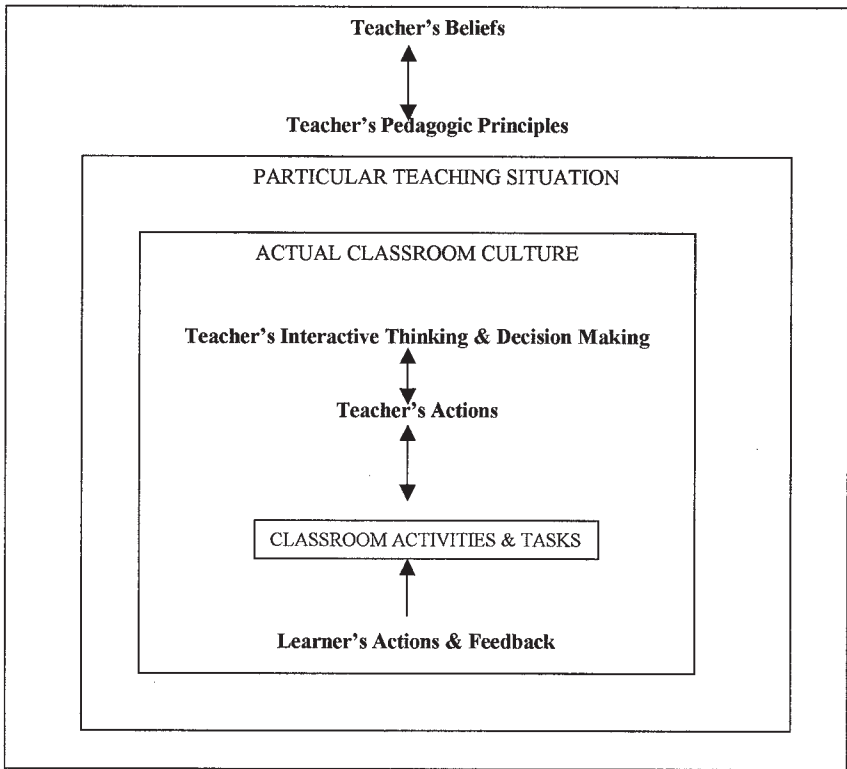 Teacher's Beliefs
Teacher's Pedagogic Principles
PARTICULAR TEACHING SITUATION
ACTUAL CLASSROOM CULTURE
Teacher's Interactive Thinking & Decision Making
Teacher's Actions
CLASSROOM ACTIVITIES & TASKS
Learner's Actions & Feedback